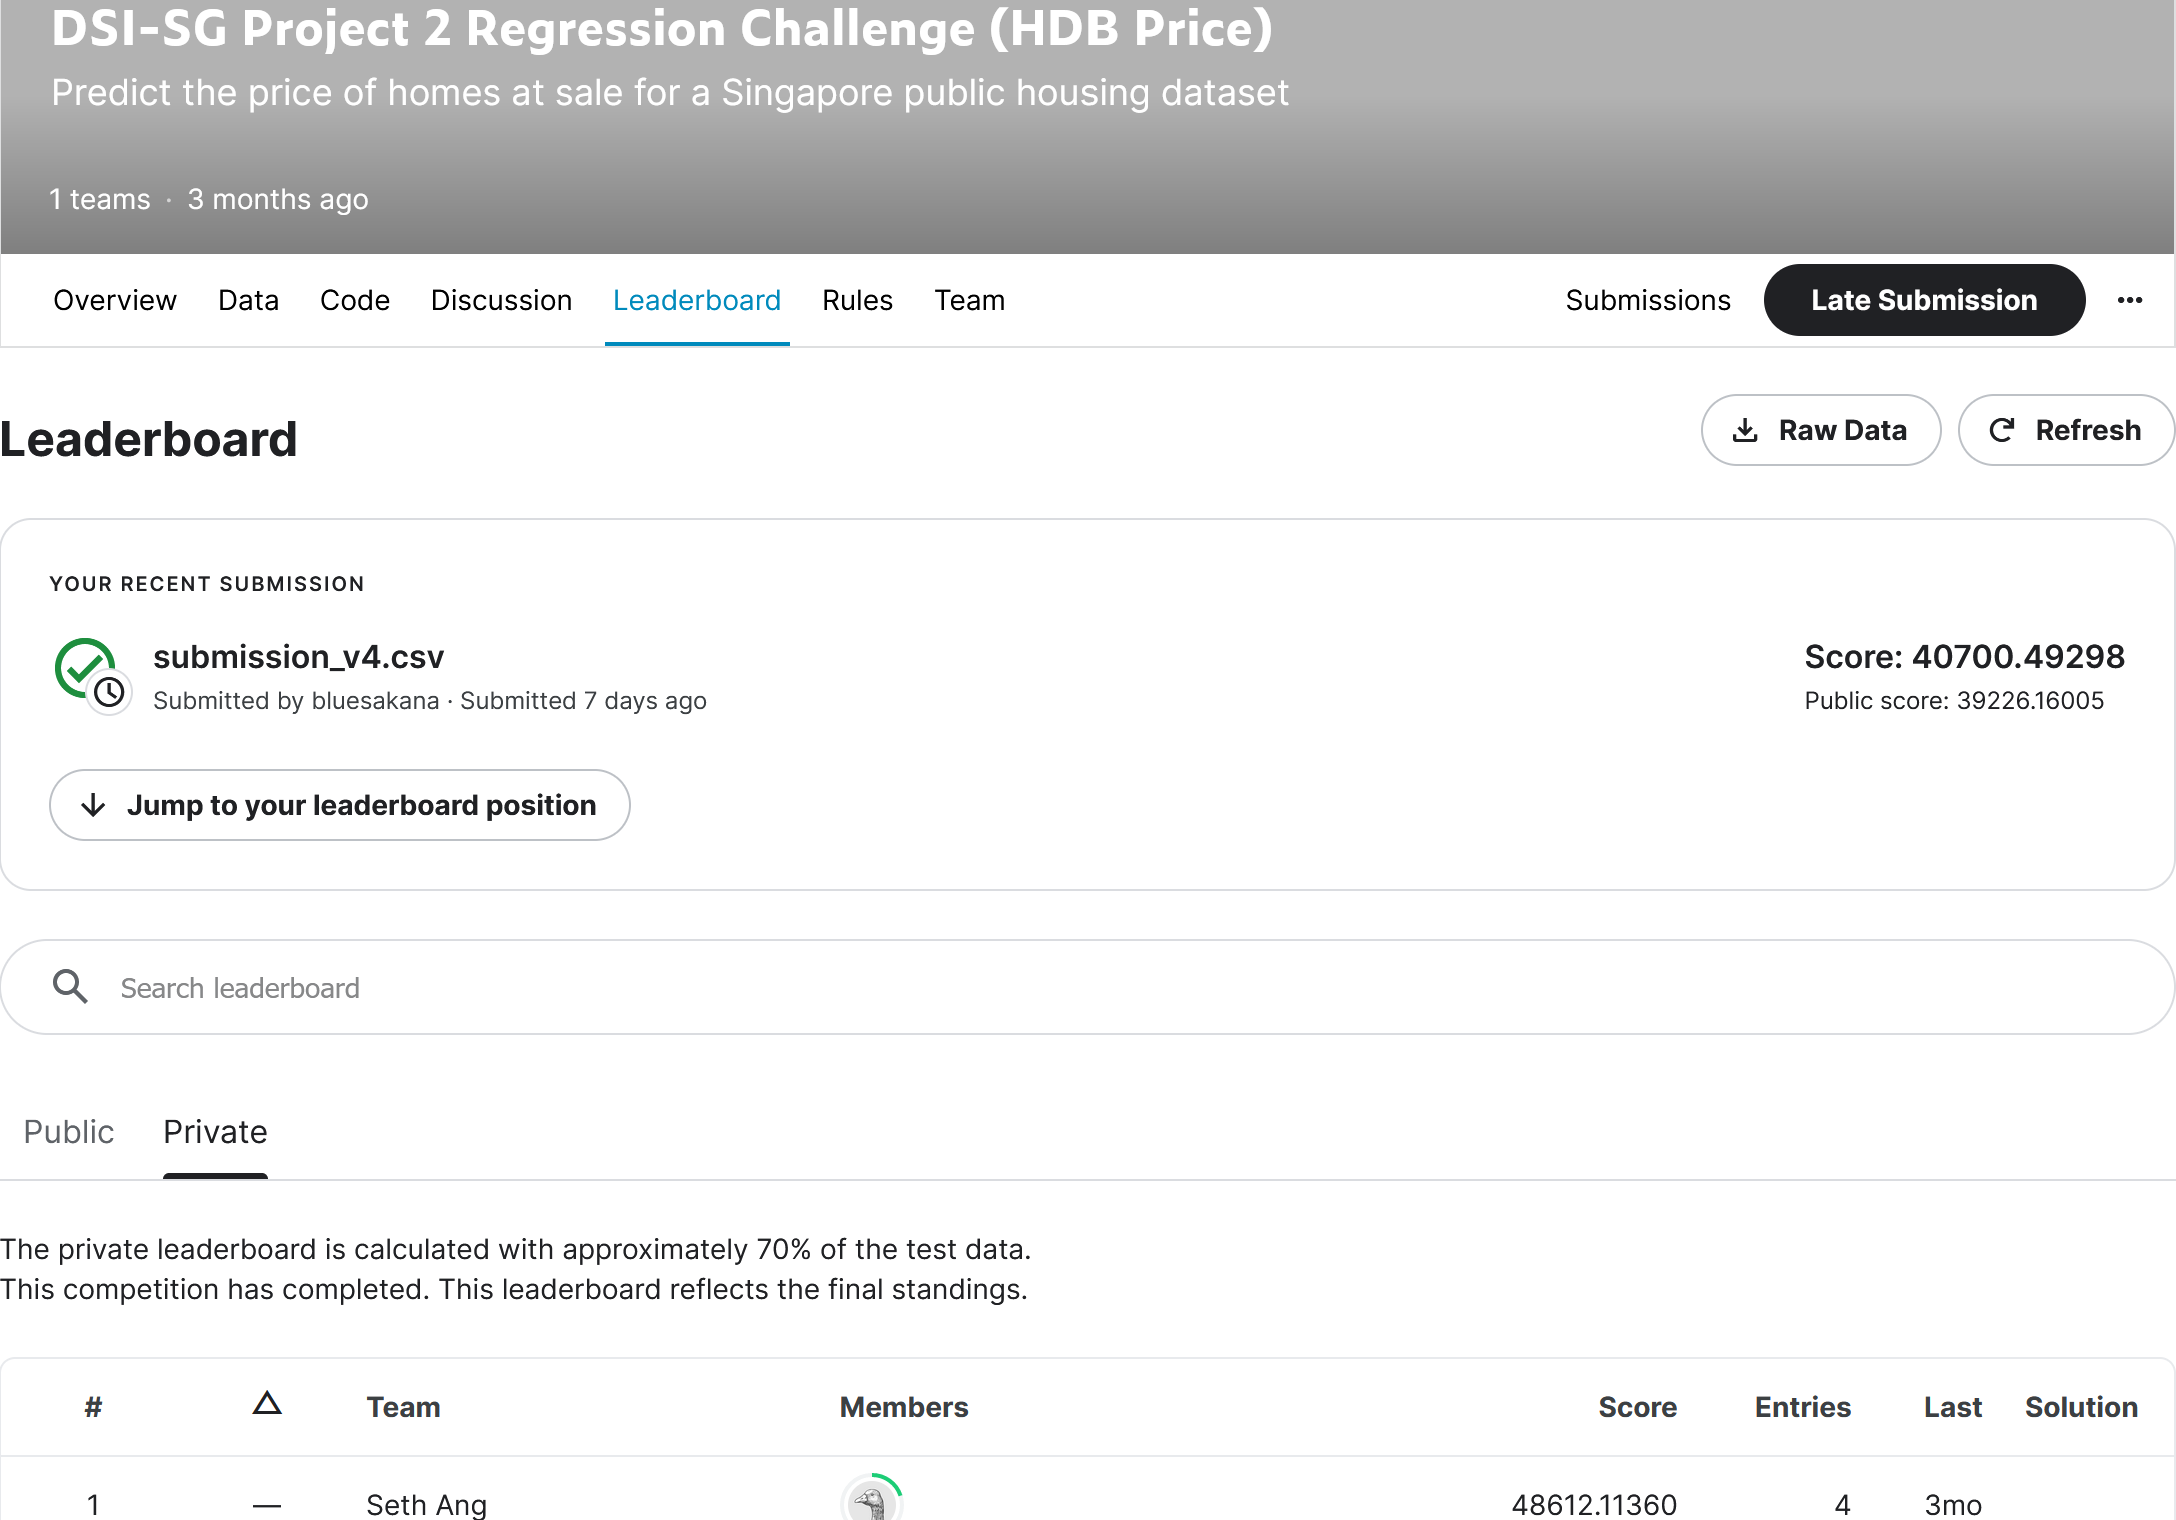 DSI-SG Project 2 Regression Challenge (HDB Price)
Predict the price of homes at sale for a Singapore public housing dataset
1 teams · 3 months ago
Overview Data Code Discussion Leaderboard Rules Team Submissions Late Submission
Leaderboard
Raw Data Refresh
YOUR RECENT SUBMISSION
submission_v4.csv Score: 40700.49298
Submitted by bluesakana · Submitted 7 days ago Public score: 39226.16005
Jump to your leaderboard position
Search leaderboard
Public Private
The private leaderboard is calculated with approximately 70% of the test data.
This competition has completed. This leaderboard reflects the final standings.
# △ Team Members Score Entries Last Solution
1 — Seth Ang 48612.11360 4 3mo